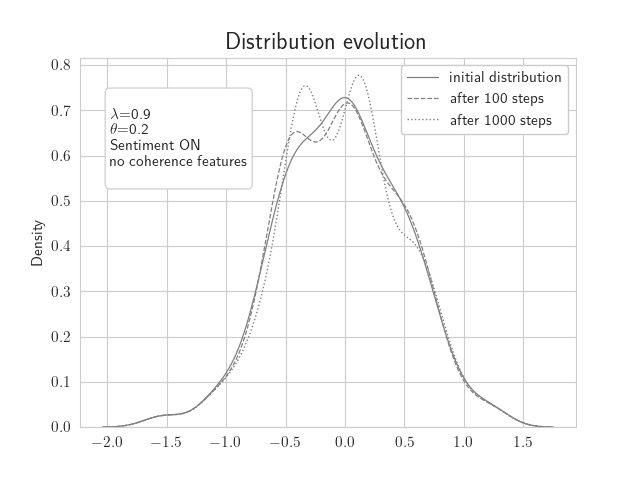 Distribution evolution
0.8
0.7
0.6
0.5
0.4
0.3
0.2
0.1
0.0
Density
λ=0.9
θ=0.2
Sentiment ON
no coherence features
initial distribution
after 100 steps
after 1000 steps
−2.0 −1.5 −1.0 −0.5 0.0 0.5 1.0 1.5